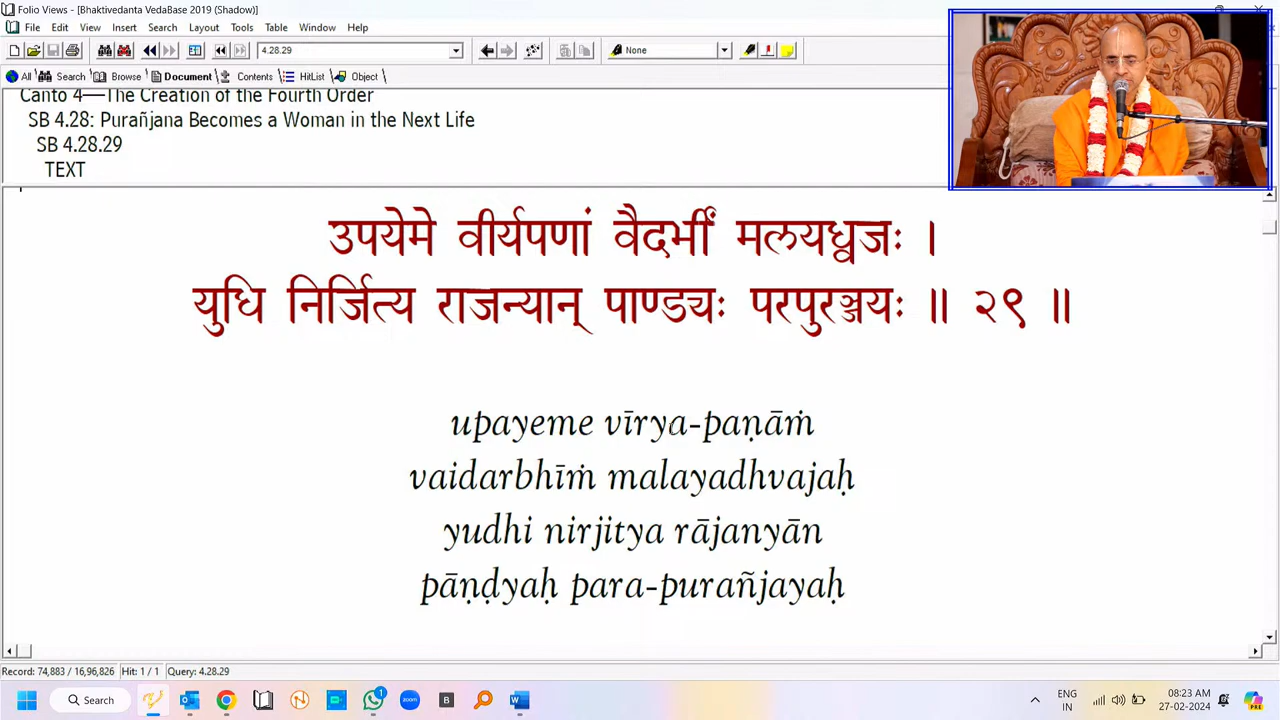 Folio Views - [Bhaktivedanta VedaBase 2019 (Shadow)]
File Edit View Insert Search Layout Tools Table Window Help
4.28.29 None
All Search Browse Document Contents HitList Object
Canto 4—The Creation of the Fourth Order
SB 4.28: Purañjana Becomes a Woman in the Next Life
SB 4.28.29
TEXT
उपयेमे वीर्यपणां वैदर्भीं मलयध्वजः ।
युधि निर्जित्य राजन्यान् पाण्ड्यः परपुरञ्जयः ॥ २९ ॥
upayeme vīrya-paṇāṁ
vaidarbhīṁ malayadhvajaḥ
yudhi nirjitya rājanyān
pāṇḍyaḥ para-purañjayaḥ
Record: 74,883 / 16,96,826 Hit: 1 / 1 Query: 4.28.29
Search 1 zoom B W ENG IN 08:23 AM 27-02-2024 PRE